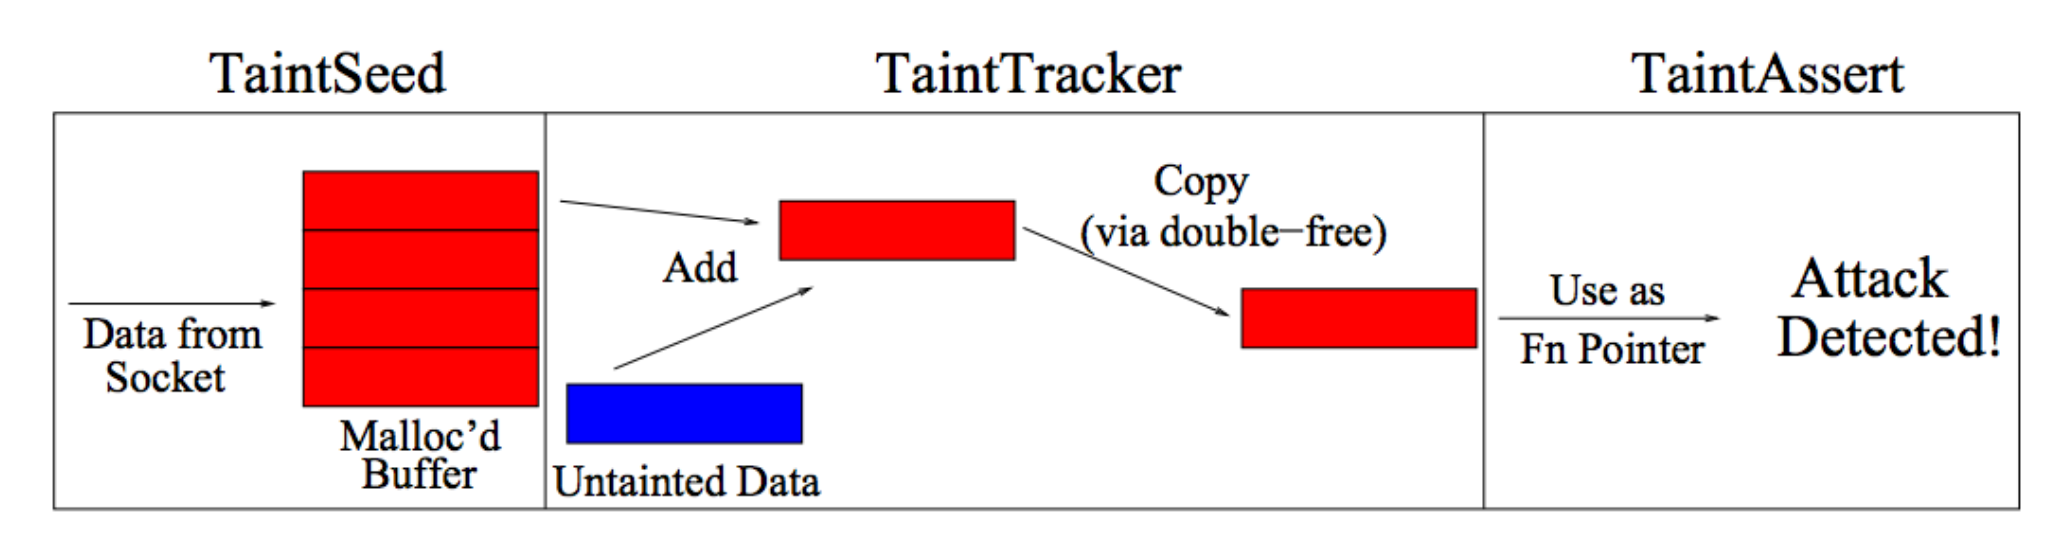 TaintSeed
TaintTracker
TaintAssert
Data from
Socket
Malloc’d
Buffer
Add
Untainted Data
Copy
(via double−free)
Use as
Fn Pointer
Attack
Detected!